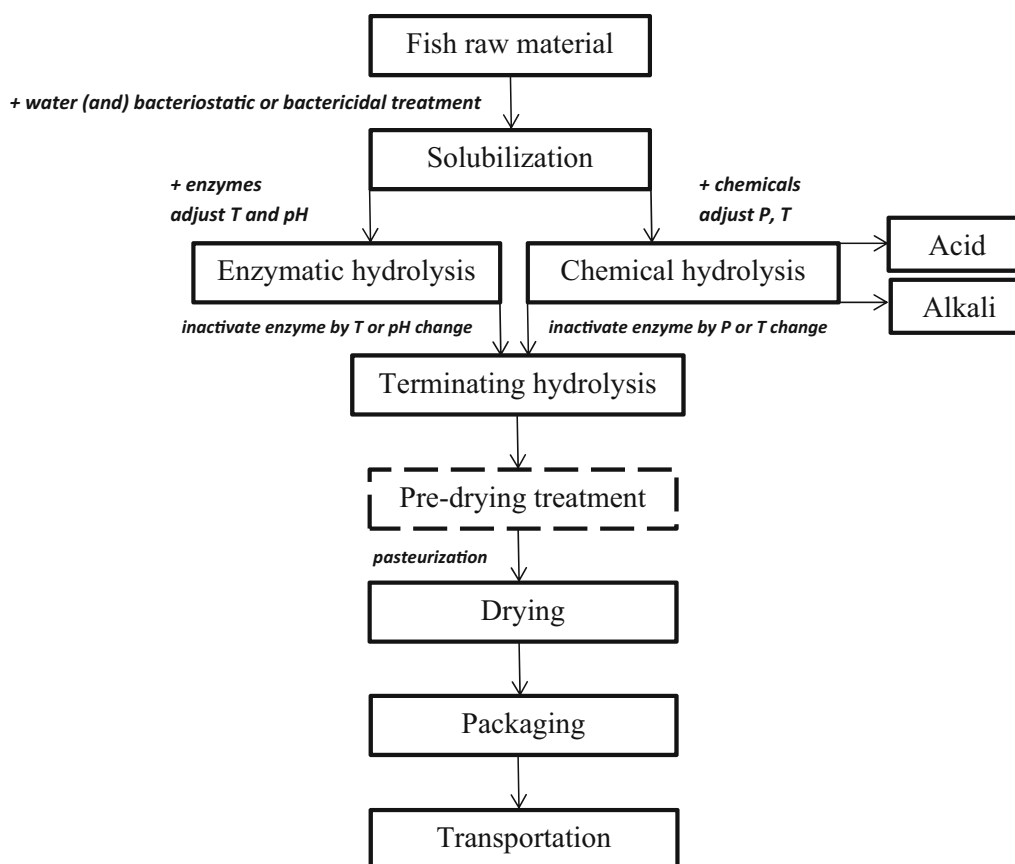 Fish raw material
+ water (and) bacteriostatic or bactericidal treatment
Solubilization
+ enzymes
adjust T and pH
+ chemicals
adjust P, T
Enzymatic hydrolysis
Chemical hydrolysis
Acid
Alkali
inactivate enzyme by T or pH change
inactivate enzyme by P or T change
Terminating hydrolysis
Pre-drying treatment
pasteurization
Drying
Packaging
Transportation